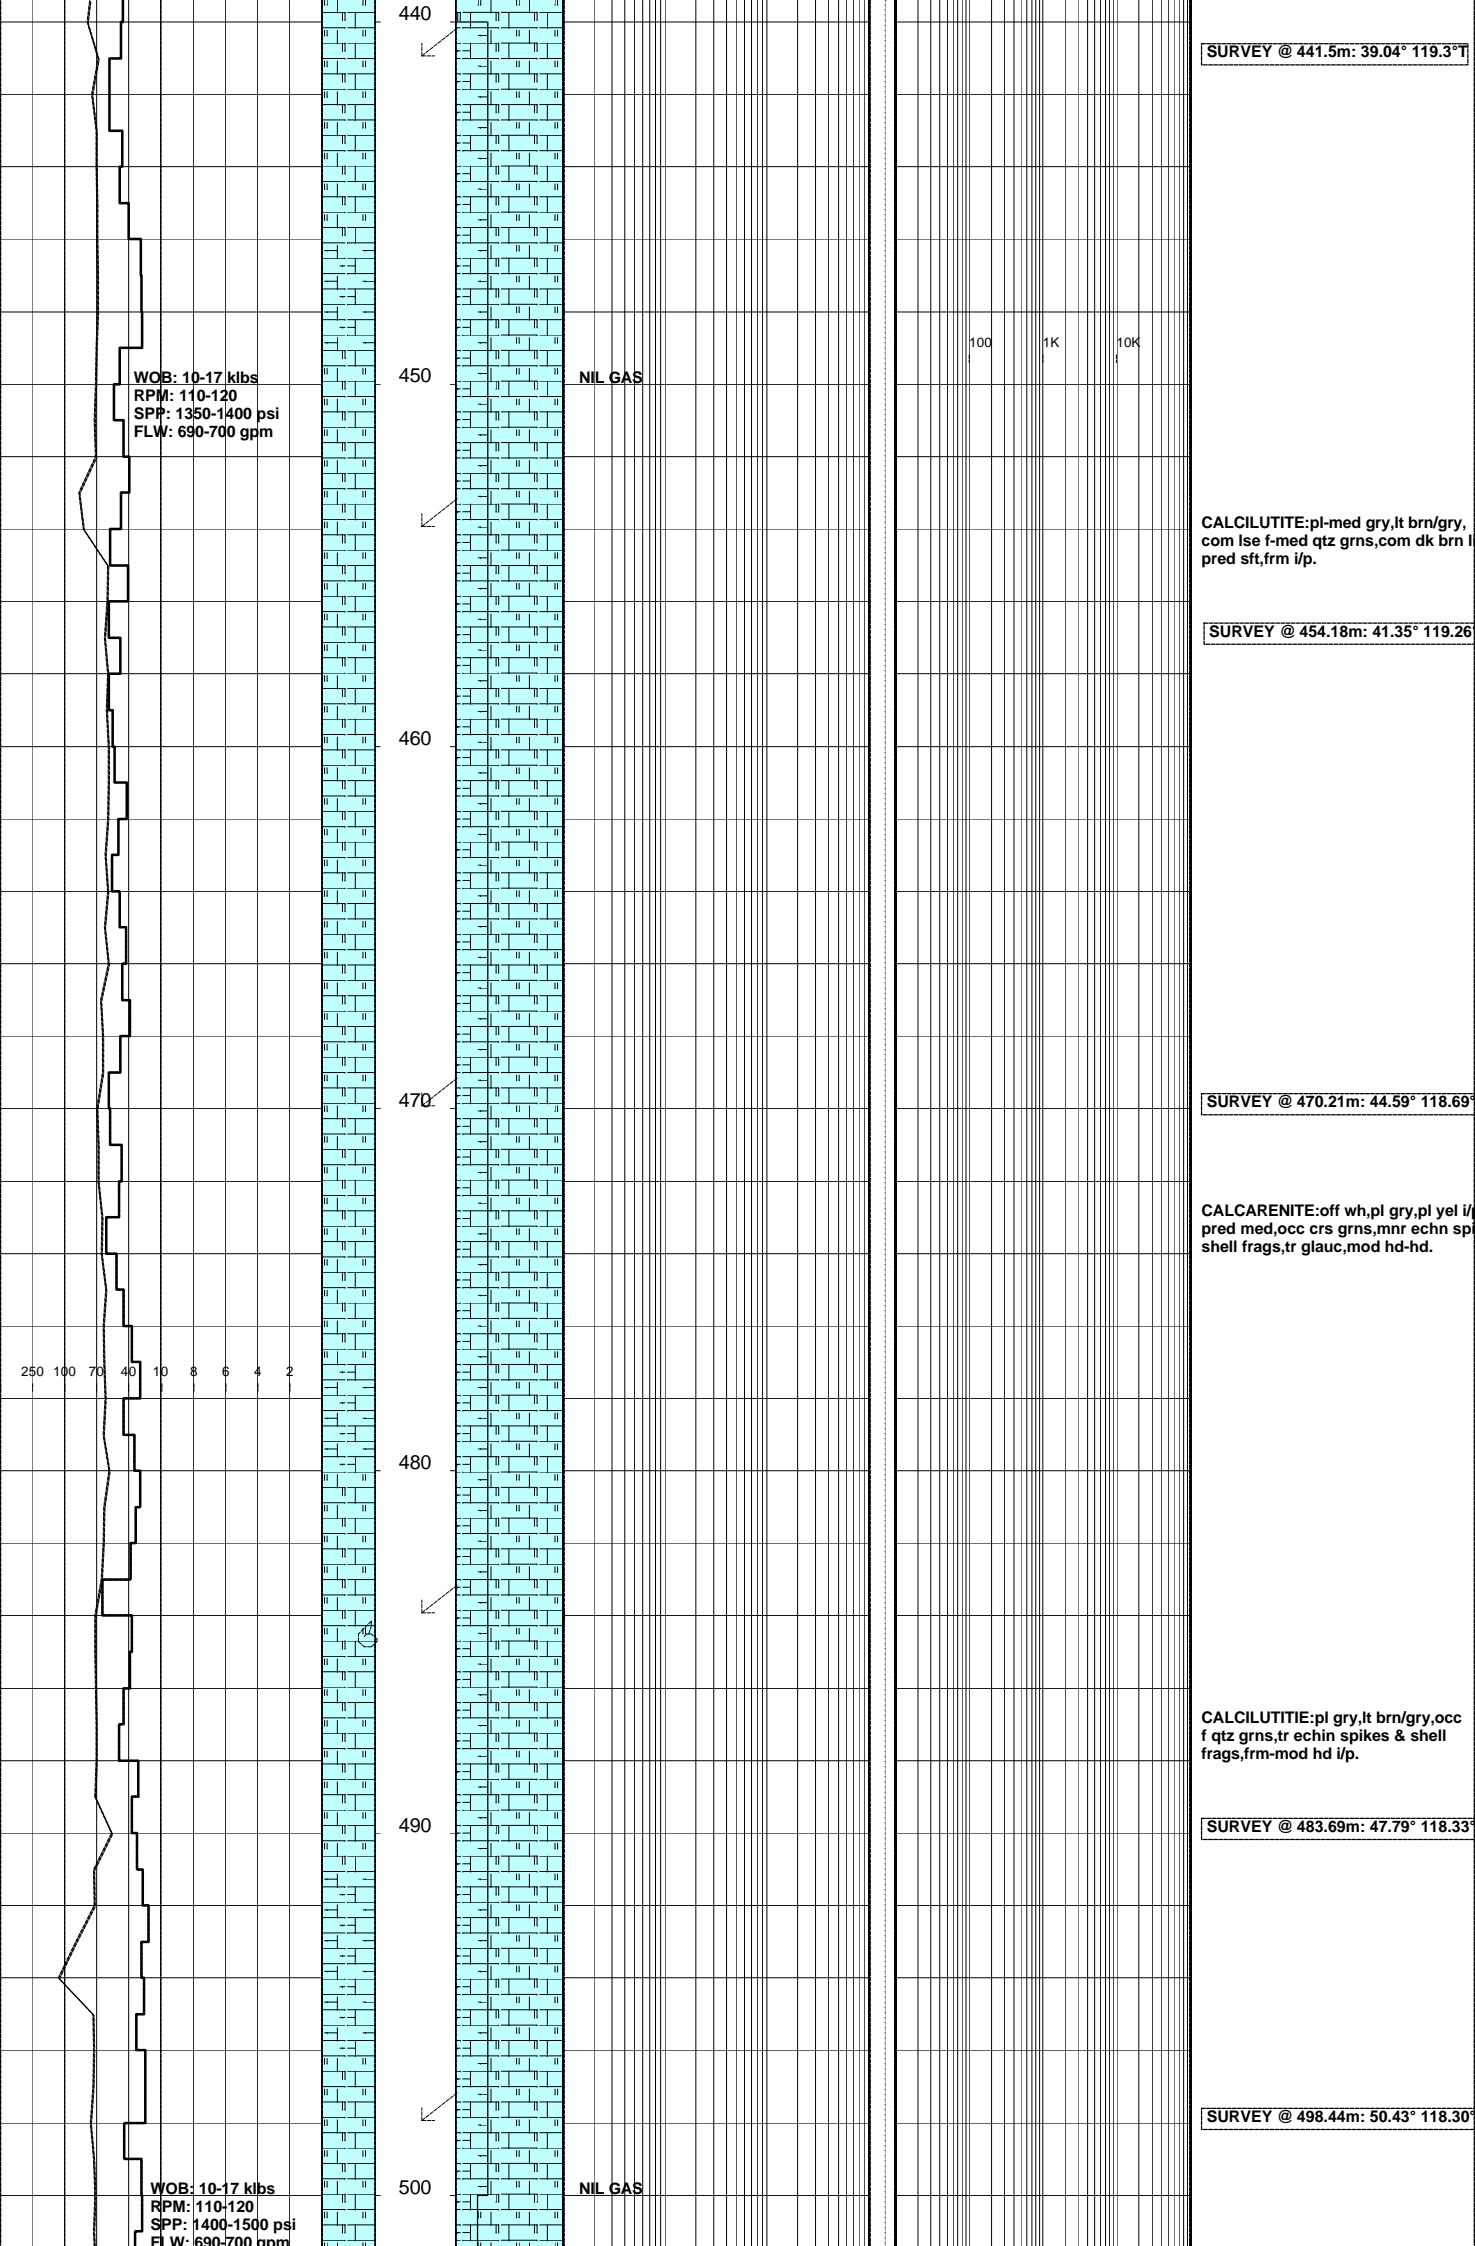 440
SURVEY @ 441.5m: 39.04° 119.3°T
100 1K 10K
WOB: 10-17 klbs
RPM: 110-120
SPP: 1350-1400 psi
FLW: 690-700 gpm
450
NIL GAS
CALCILUTITE:pl-med gry,lt brn/gry,
com lse f-med qtz grns,com dk brn
pred sft,frm i/p.
SURVEY @ 454.18m: 41.35° 119.26°
460
470
SURVEY @ 470.21m: 44.59° 118.69°
CALCARENITE:off wh,pl gry,pl yel i/p
pred med,occ crs grns,mnr echn
shell frags,tr glauc,mod hd-hd.
250 100 70 40 10 8 6 4 2
480
CALCILUTITIE:pl gry,lt brn/gry,occ
f qtz grns,tr echin spikes & shell
frags,frm-mod hd i/p.
490
SURVEY @ 483.69m: 47.79° 118.33°
SURVEY @ 498.44m: 50.43° 118.30°
WOB: 10-17 klbs
RPM: 110-120
SPP: 1400-1500 psi
FLW: 690-700 gpm
500
NIL GAS